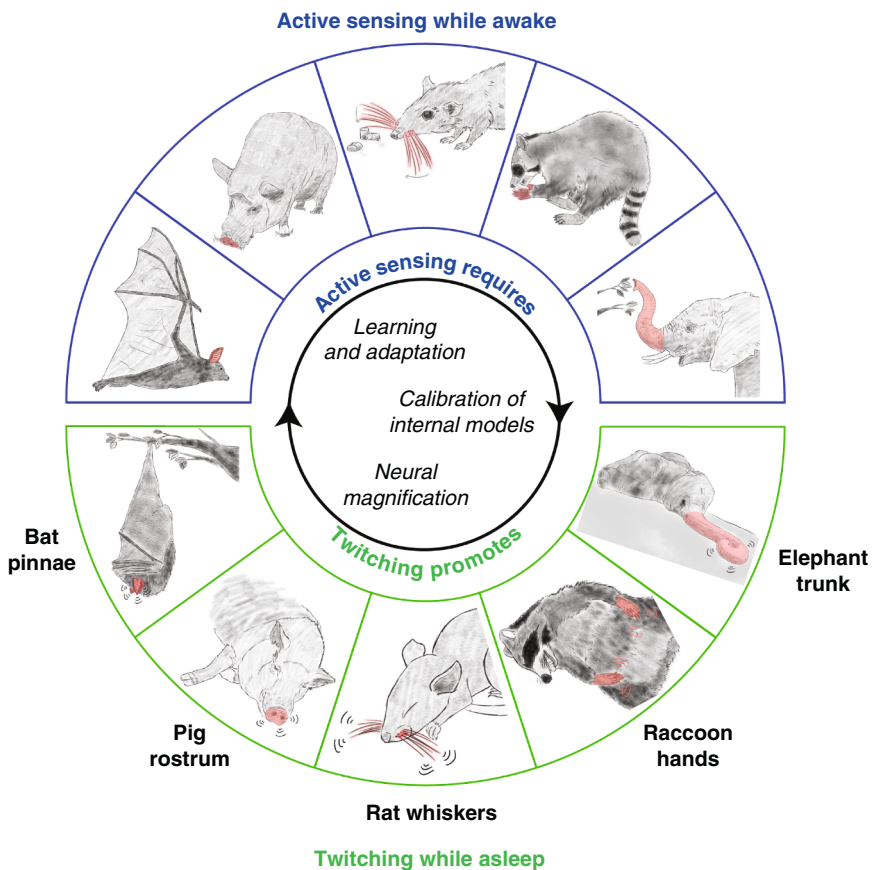 Active sensing while awake
Active sensing requires
Learning
and adaptation
Calibration of
internal models
Neural
magnification
Twitching promotes
Bat
pinnae
Elephant
trunk
Pig
rostrum
Raccoon
hands
Rat whiskers
Twitching while asleep